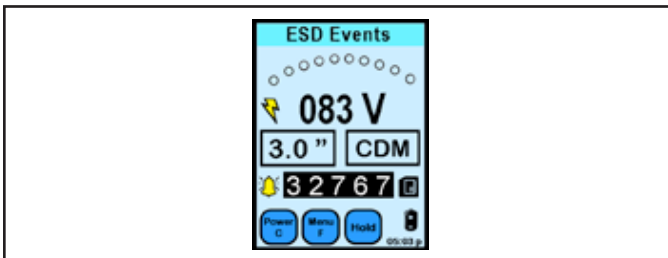 ESD Events
083 V
3.0 ” CDM
32767
Power Menu Hold
C F
05:03 p